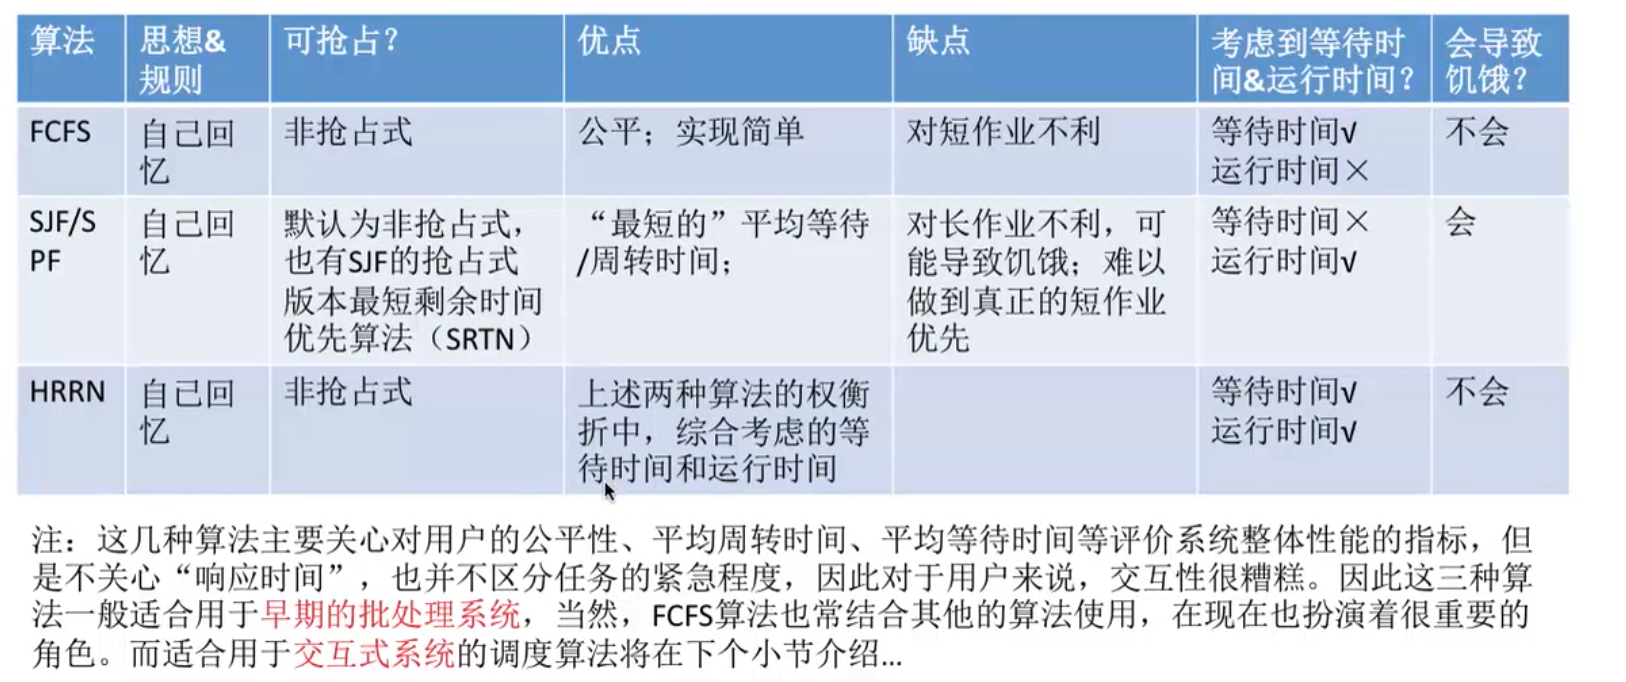 算法
思想&
规则
可抢占？
优点
缺点
考虑到等待时
间&运行时间？
会导致
饥饿？
FCFS
自己回
忆
非抢占式
公平；实现简单
对短作业不利
等待时间√
运行时间×
不会
SJF/S
PF
自己回
忆
默认为非抢占式，
也有SJF的抢占式
版本最短剩余时间
优先算法（SRTN）
“最短的”平均等待
/周转时间；
对长作业不利，可
能导致饥饿；难以
做到真正的短作业
优先
等待时间×
运行时间√
会
HRRN
自己回
忆
非抢占式
上述两种算法的权衡
折中，综合考虑的等
待时间和运行时间
等待时间√
运行时间√
不会
注：这几种算法主要关心对用户的公平性、平均周转时间、平均等待时间等评价系统整体性能的指标，但
是不关心“响应时间”，也并不区分任务的紧急程度，因此对于用户来说，交互性很糟糕。因此这三种算
法一般适合用于早期的批处理系统，当然，FCFS算法也常结合其他的算法使用，在现在也扮演着很重要的
角色。而适合用于交互式系统的调度算法将在下个小节介绍...